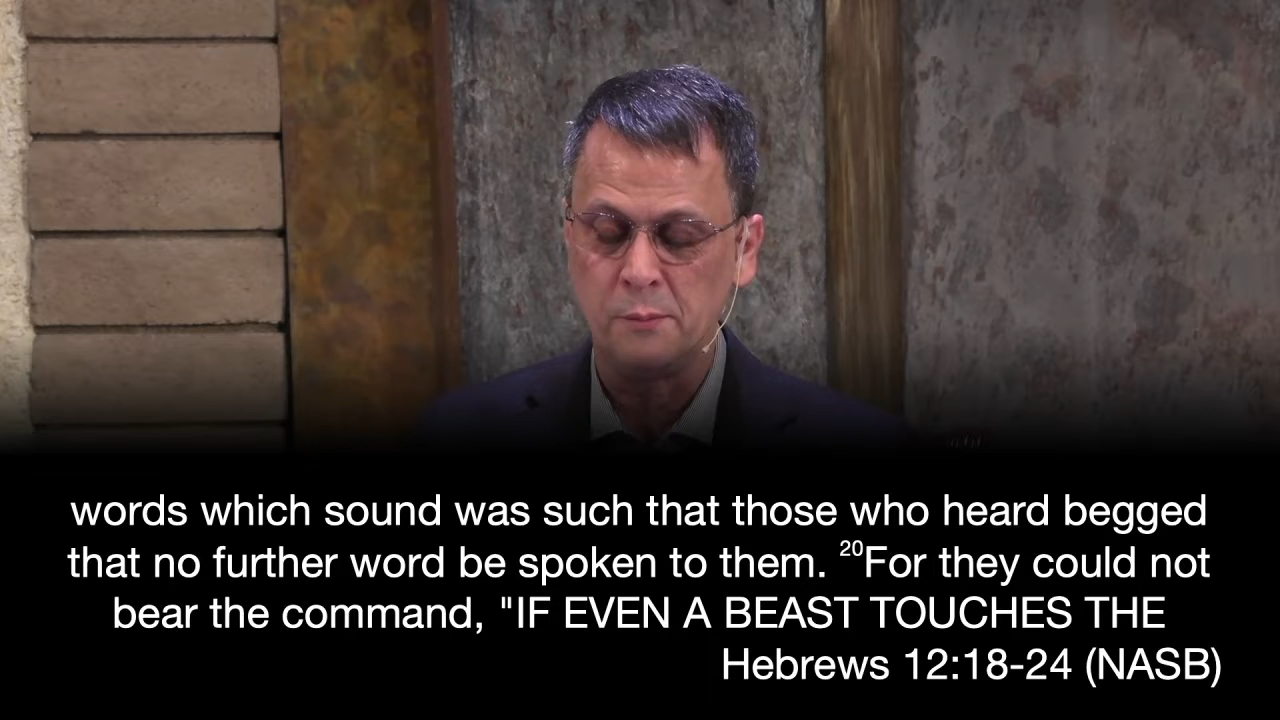 words which sound was such that those who heard begged
that no further word be spoken to them. ²⁰For they could not
bear the command, "IF EVEN A BEAST TOUCHES THE
Hebrews 12:18-24 (NASB)